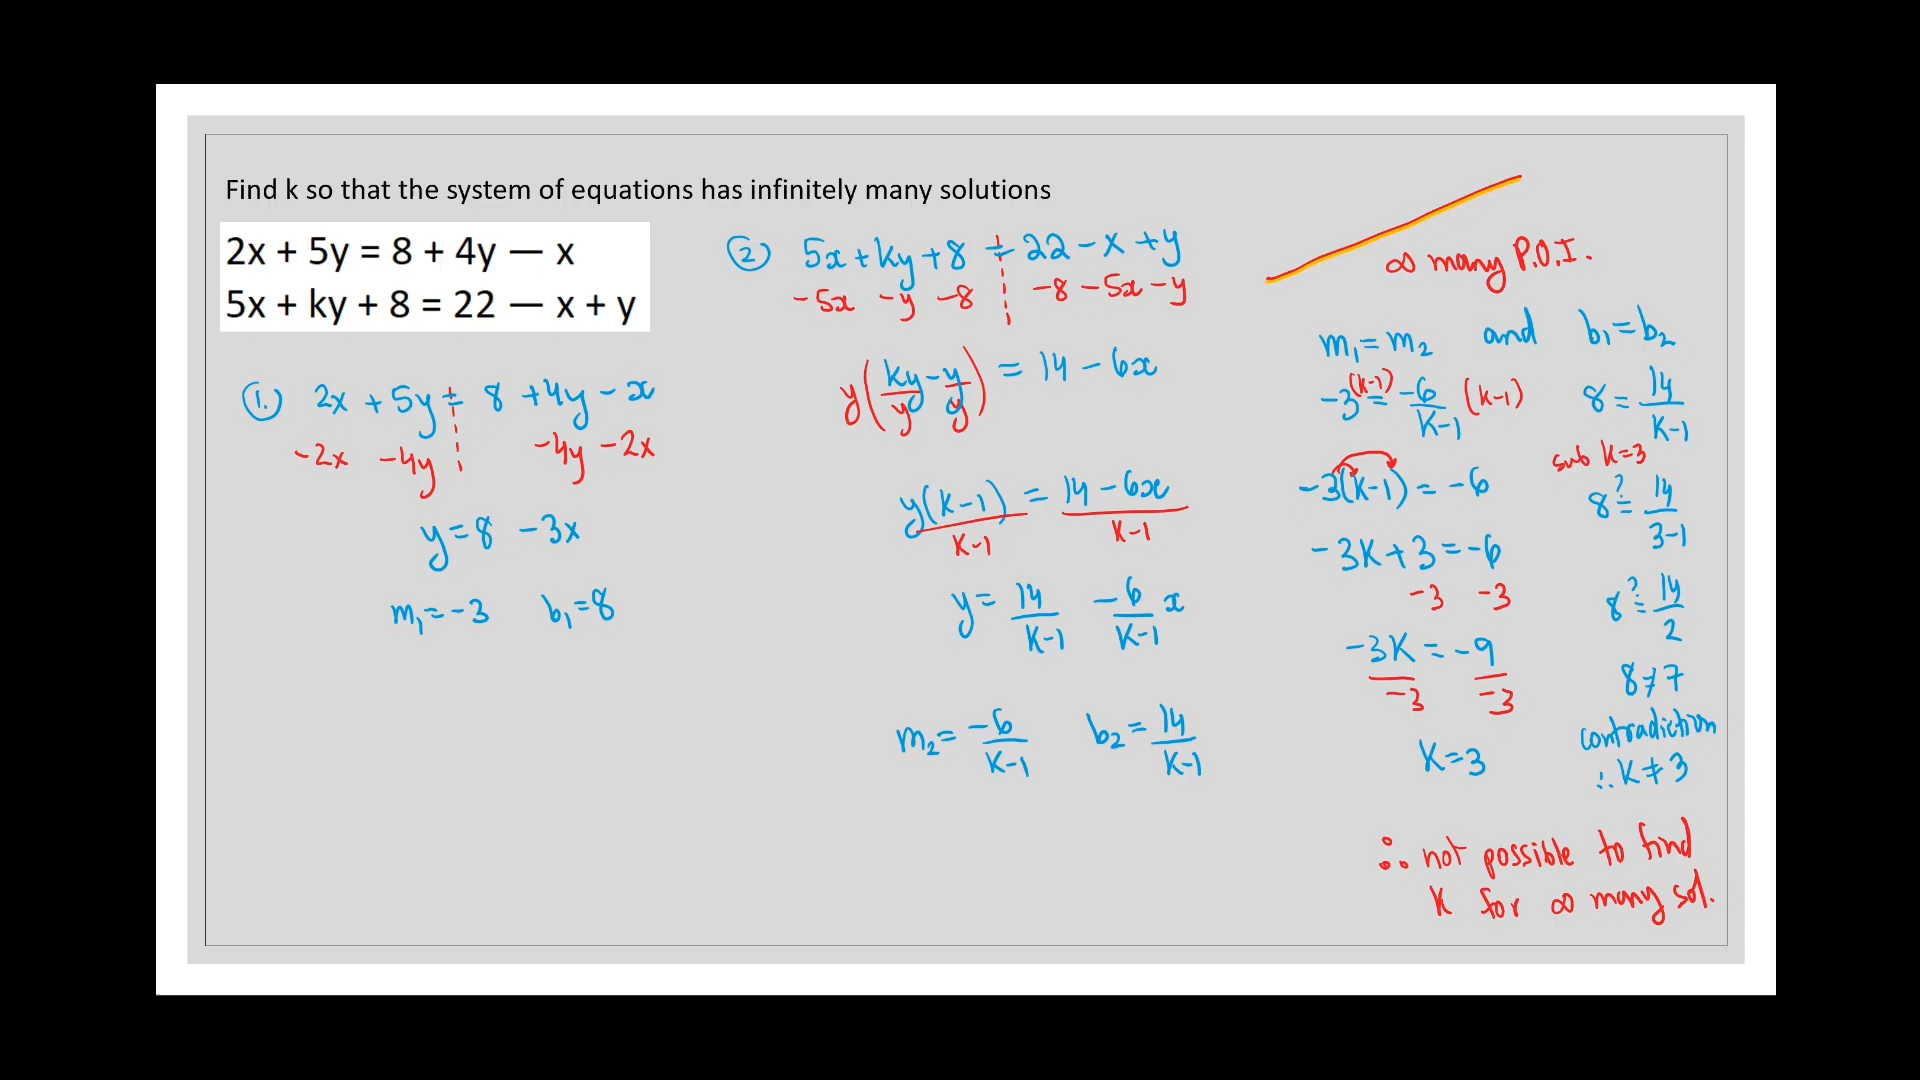 Find k so that the system of equations has infinitely many solutions
2x + 5y = 8 + 4y — x
5x + ky + 8 = 22 — x + y
1. 2x + 5y = 8 + 4y - x
-2x -4y -4y -2x
y = 8 - 3x
m₁ = -3 b₁ = 8
2 5x + ky + 8 = 22 - x + y
-5x -y -8 -8 -5x -y
y(ky/y - y/y) = 14 - 6x
y(k-1) = 14 - 6x
k-1 k-1
y = 14/(k-1) - 6/(k-1) x
m₂ = -6/(k-1) b₂ = 14/(k-1)
∞ many P.O.I.
m₁ = m₂ and b₁ = b₂
(k-1) -3 = -6/(k-1) (k-1)
-3(k-1) = -6
-3k + 3 = -6
-3 -3
-3k = -9
-3 -3
k = 3
8 = 14/(k-1)
sub k=3
8 ≟ 14/(3-1)
8 ≟ 14/2
8 ≠ 7
contradiction
∴ k ≠ 3
∴ not possible to find
k for ∞ many sol.